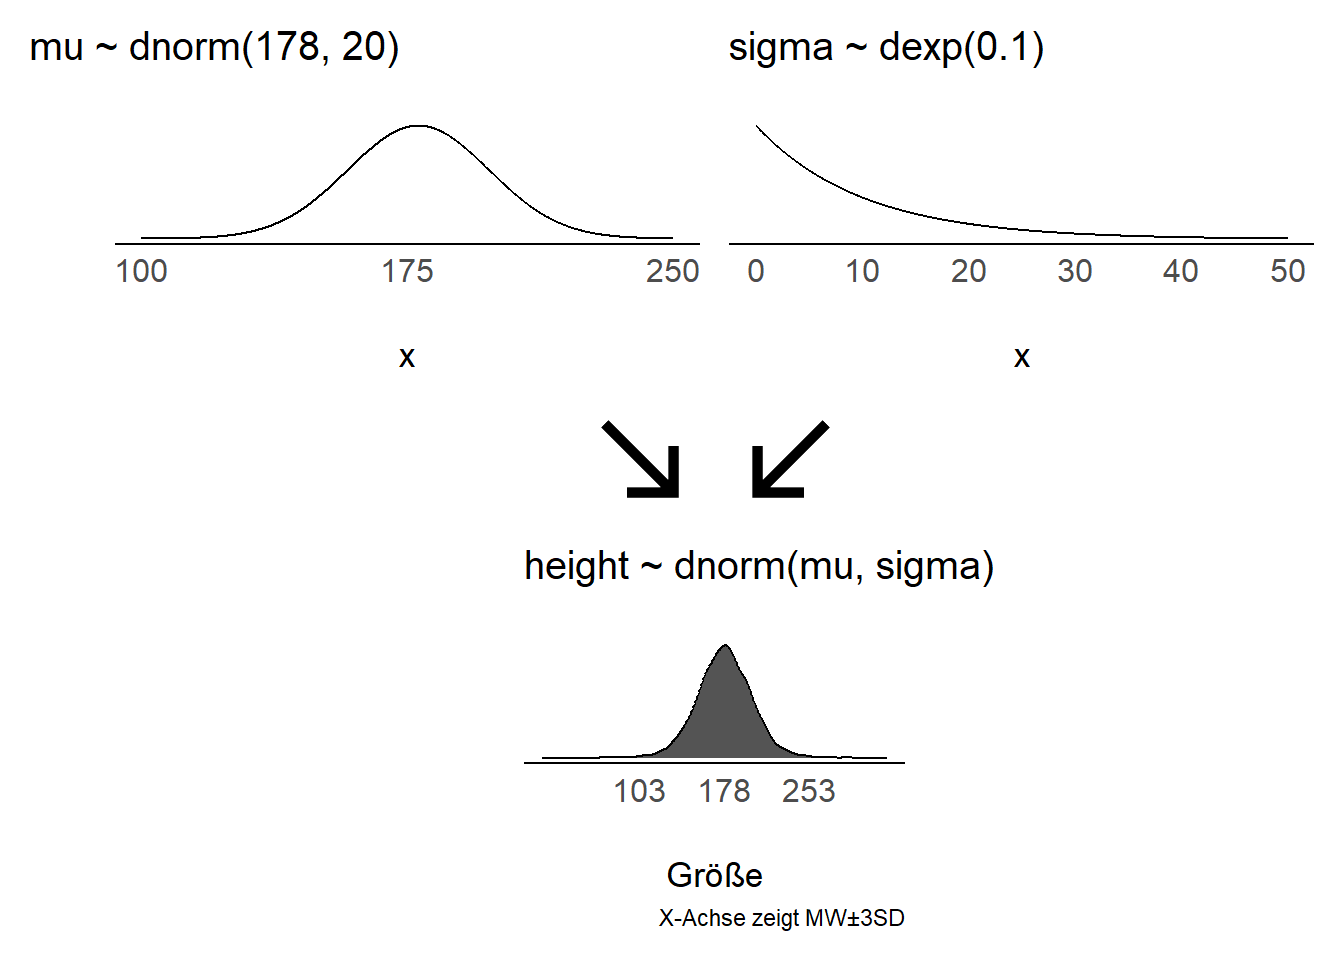 mu ~ dnorm(178, 20)
sigma ~ dexp(0.1)
100 175 250
0 10 20 30 40 50
x
x
height ~ dnorm(mu, sigma)
103 178 253
Größe
X-Achse zeigt MW±3SD